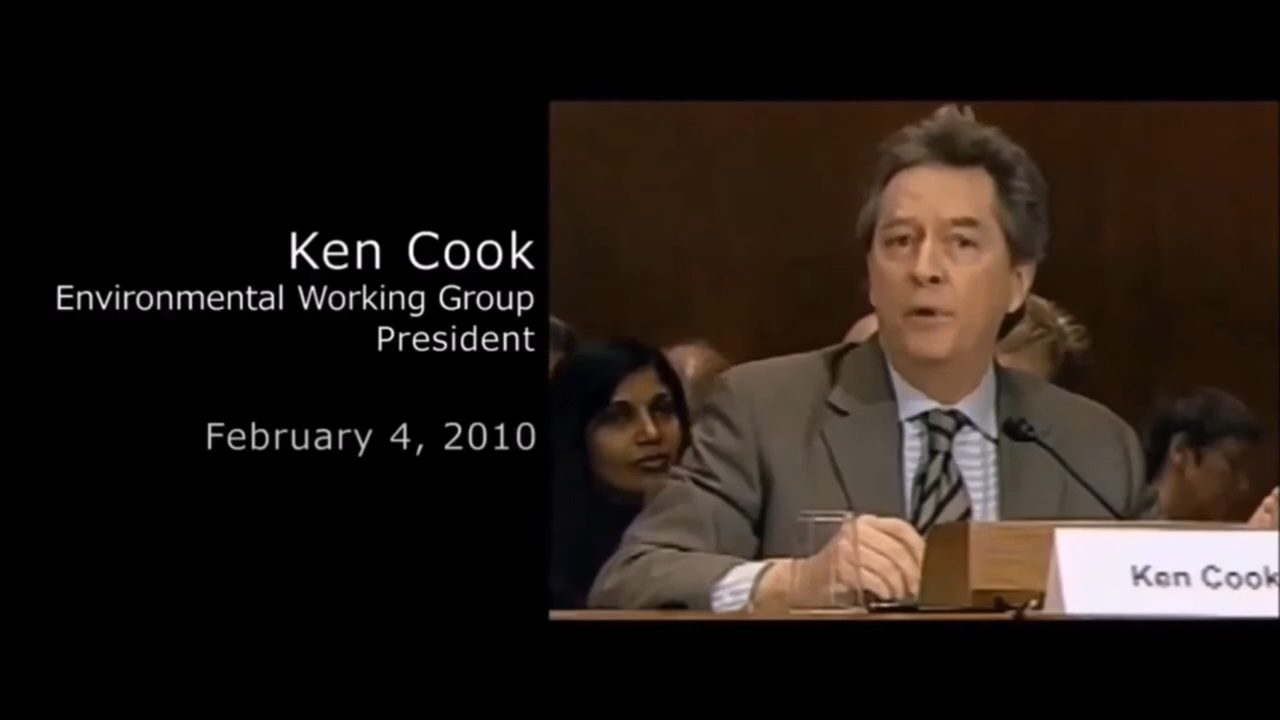 Ken Cook
Environmental Working Group
President
February 4, 2010
Ken Cook